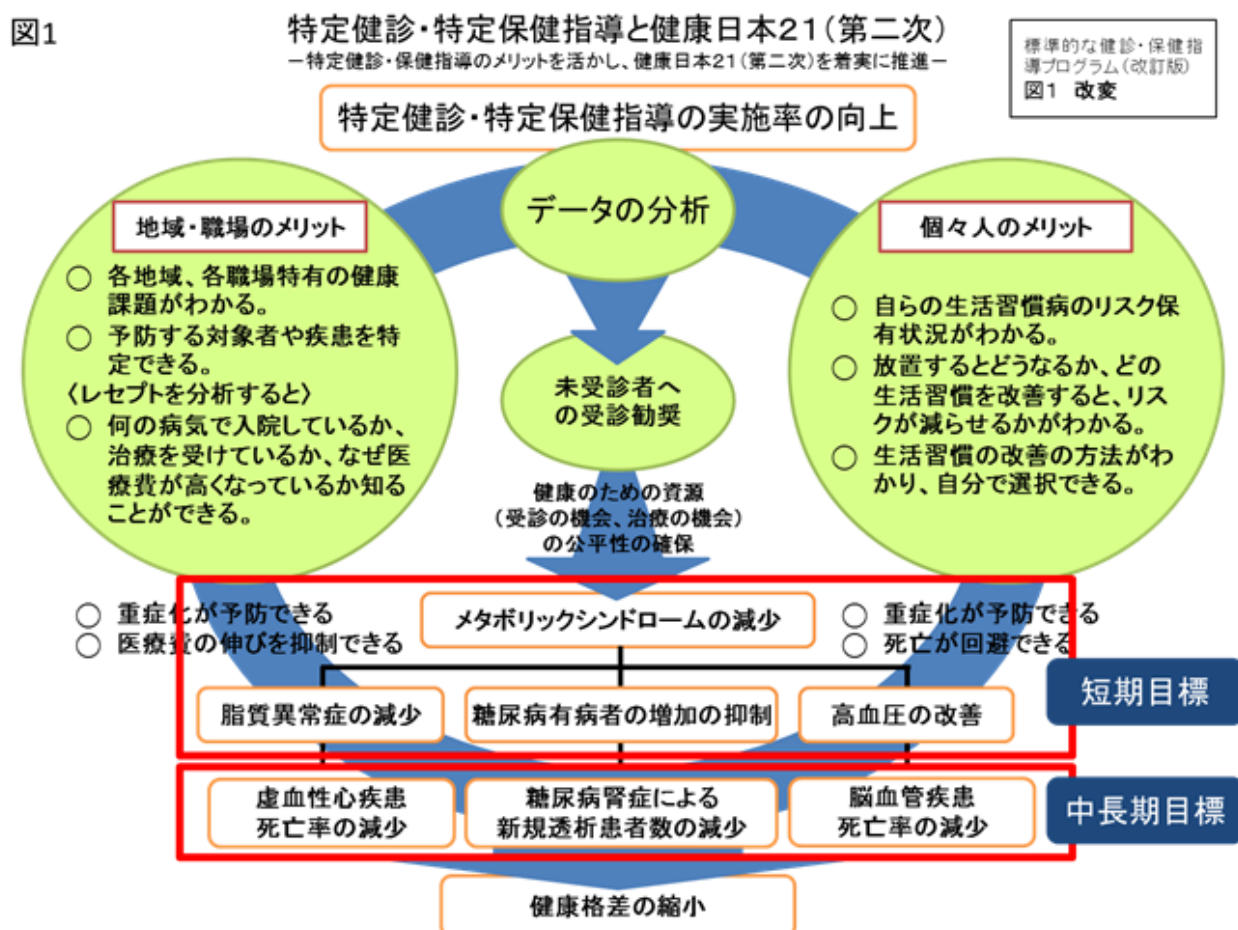 図1
特定健診・特定保健指導と健康日本21(第二次)
－特定健診・保健指導のメリットを活かし、健康日本21(第二次)を着実に推進－
標準的な健診・保健指
導プログラム(改訂版)
図1 改変
特定健診・特定保健指導の実施率の向上
データの分析
地域・職場のメリット
○ 各地域、各職場特有の健康
課題がわかる。
○ 予防する対象者や疾患を特
定できる。
〈レセプトを分析すると〉
○ 何の病気で入院しているか、
治療を受けているか、なぜ医
療費が高くなっているか知る
ことができる。
個々人のメリット
○ 自らの生活習慣病のリスク保
有状況がわかる。
○ 放置するとどうなるか、どの
生活習慣を改善すると、リス
クが減らせるかがわかる。
○ 生活習慣の改善の方法がわ
かり、自分で選択できる。
未受診者へ
の受診勧奨
健康のための資源
(受診の機会、治療の機会)
の公平性の確保
○ 重症化が予防できる
○ 医療費の伸びを抑制できる
メタボリックシンドロームの減少
○ 重症化が予防できる
○ 死亡が回避できる
短期目標
脂質異常症の減少
糖尿病有病者の増加の抑制
高血圧の改善
虚血性心疾患
死亡率の減少
糖尿病腎症による
新規透析患者数の減少
脳血管疾患
死亡率の減少
中長期目標
健康格差の縮小